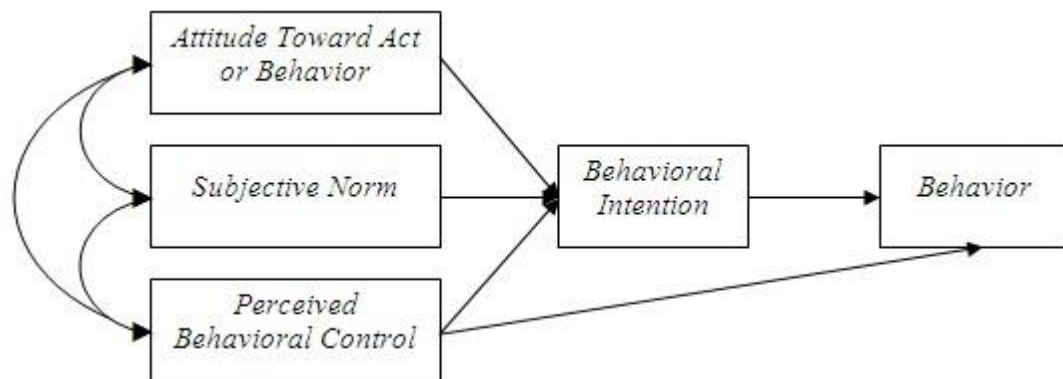 Attitude Toward Act
or Behavior
Subjective Norm
Perceived
Behavioral Control
Behavioral
Intention
Behavior